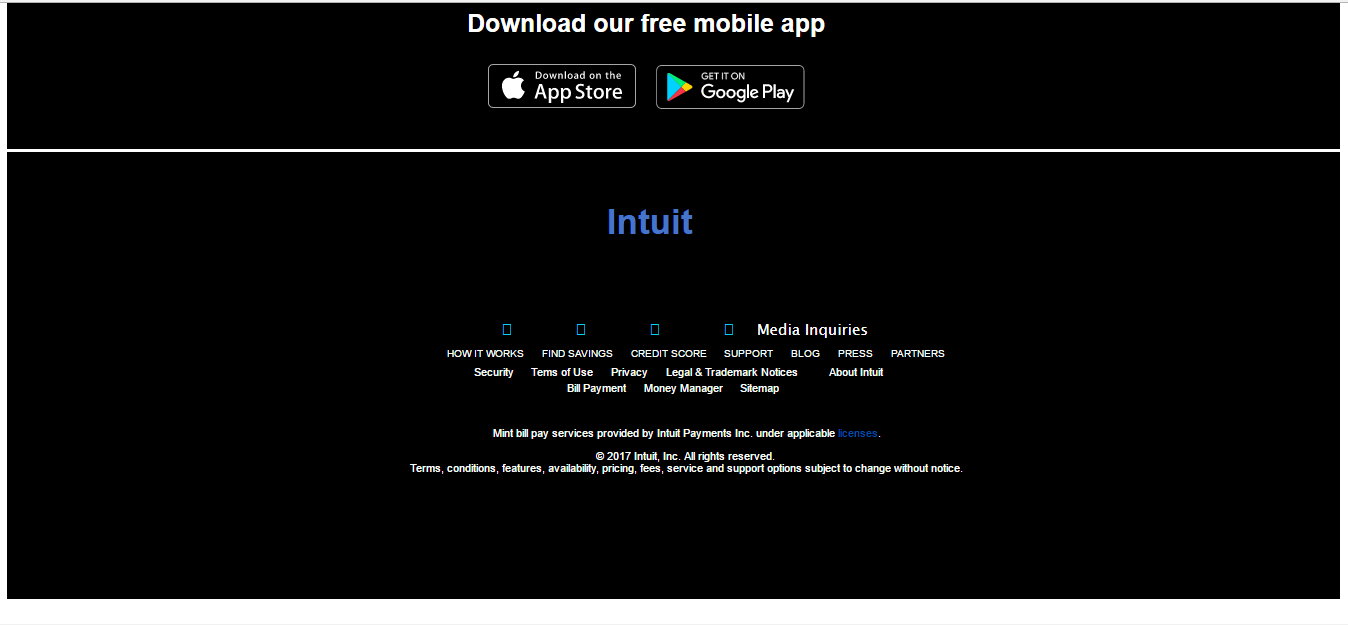 Download our free mobile app
Download on the
App Store
GET IT ON
Google Play
Intuit
Media Inquiries
HOW IT WORKS FIND SAVINGS CREDIT SCORE SUPPORT BLOG PRESS PARTNERS
Security Tems of Use Privacy Legal & Trademark Notices About Intuit
Bill Payment Money Manager Sitemap
Mint bill pay services provided by Intuit Payments Inc. under applicable licenses.
© 2017 Intuit, Inc. All rights reserved.
Terms, conditions, features, availability, pricing, fees, service and support options subject to change without notice.